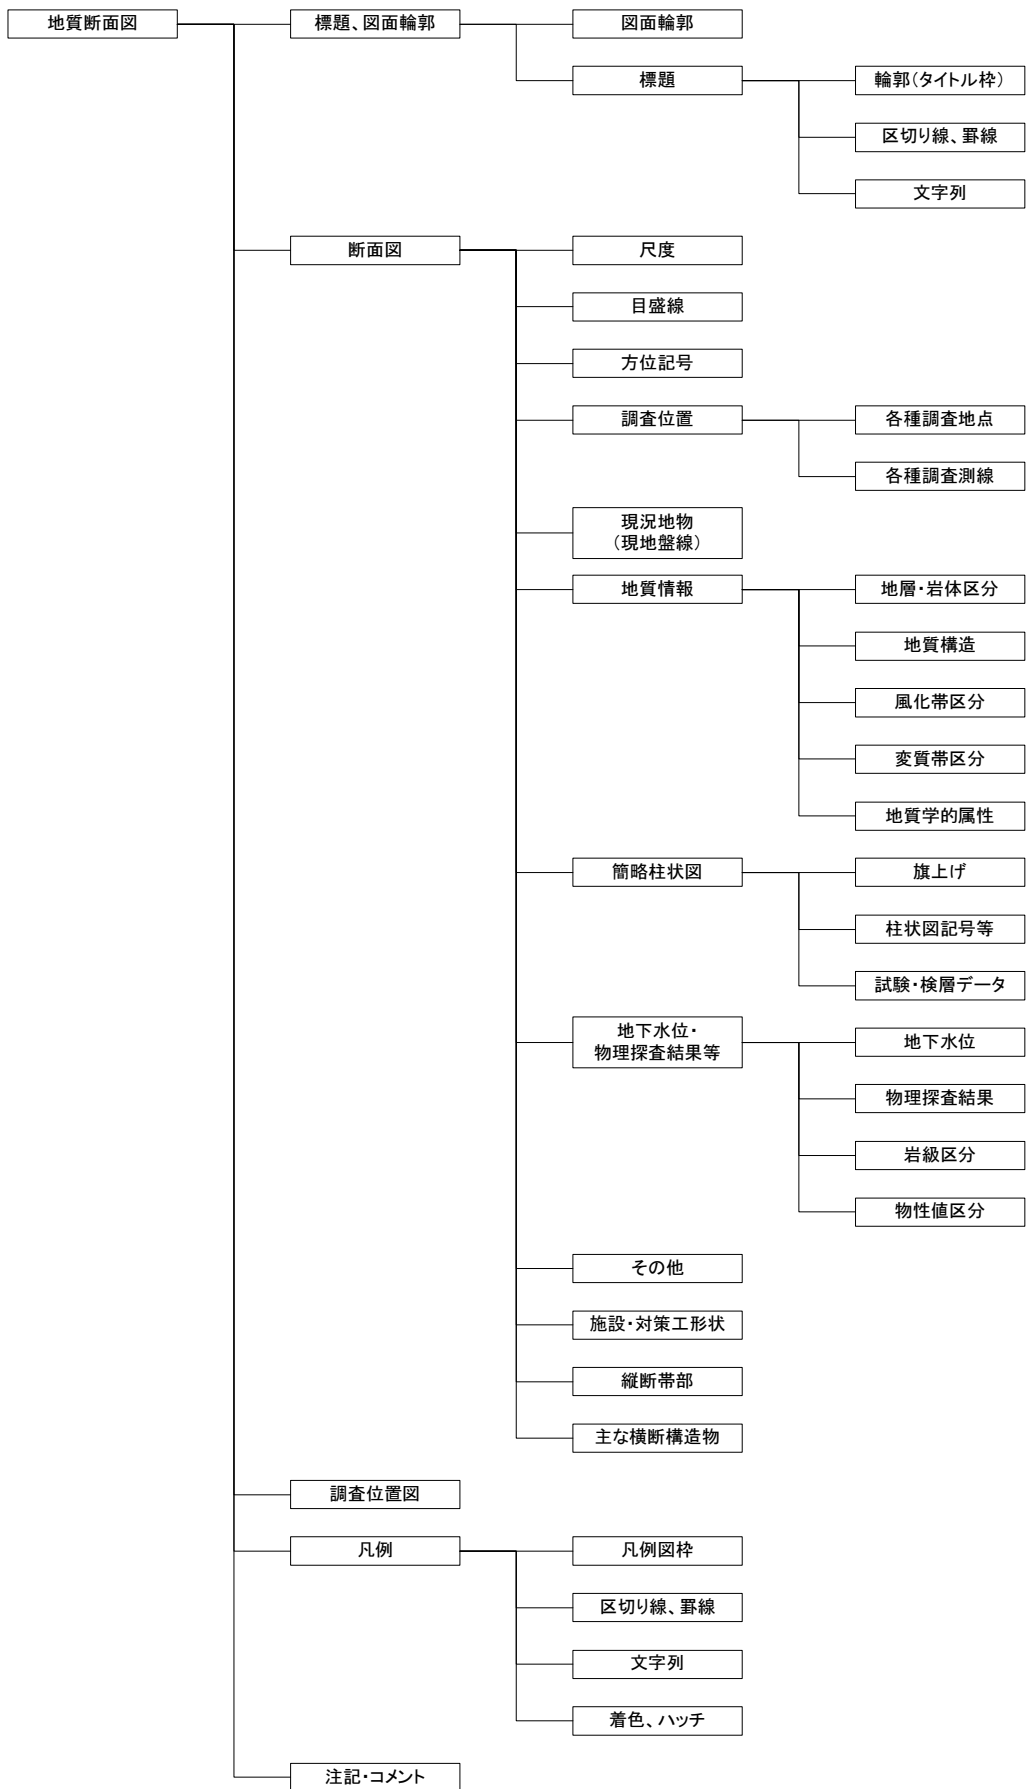 地質断面図
標題、図面輪郭
図面輪郭
標題
輪郭（タイトル枠）
区切り線、罫線
文字列
断面図
尺度
目盛線
方位記号
調査位置
各種調査地点
各種調査測線
現況地物
（現地盤線）
地質情報
地層・岩体区分
地質構造
風化帯区分
変質帯区分
地質学的属性
簡略柱状図
旗上げ
柱状図記号等
試験・検層データ
地下水位・
物理探査結果等
地下水位
物理探査結果
岩級区分
物性値区分
その他
施設・対策工形状
縦断帯部
主な横断構造物
調査位置図
凡例
凡例図枠
区切り線、罫線
文字列
着色、ハッチ
注記・コメント